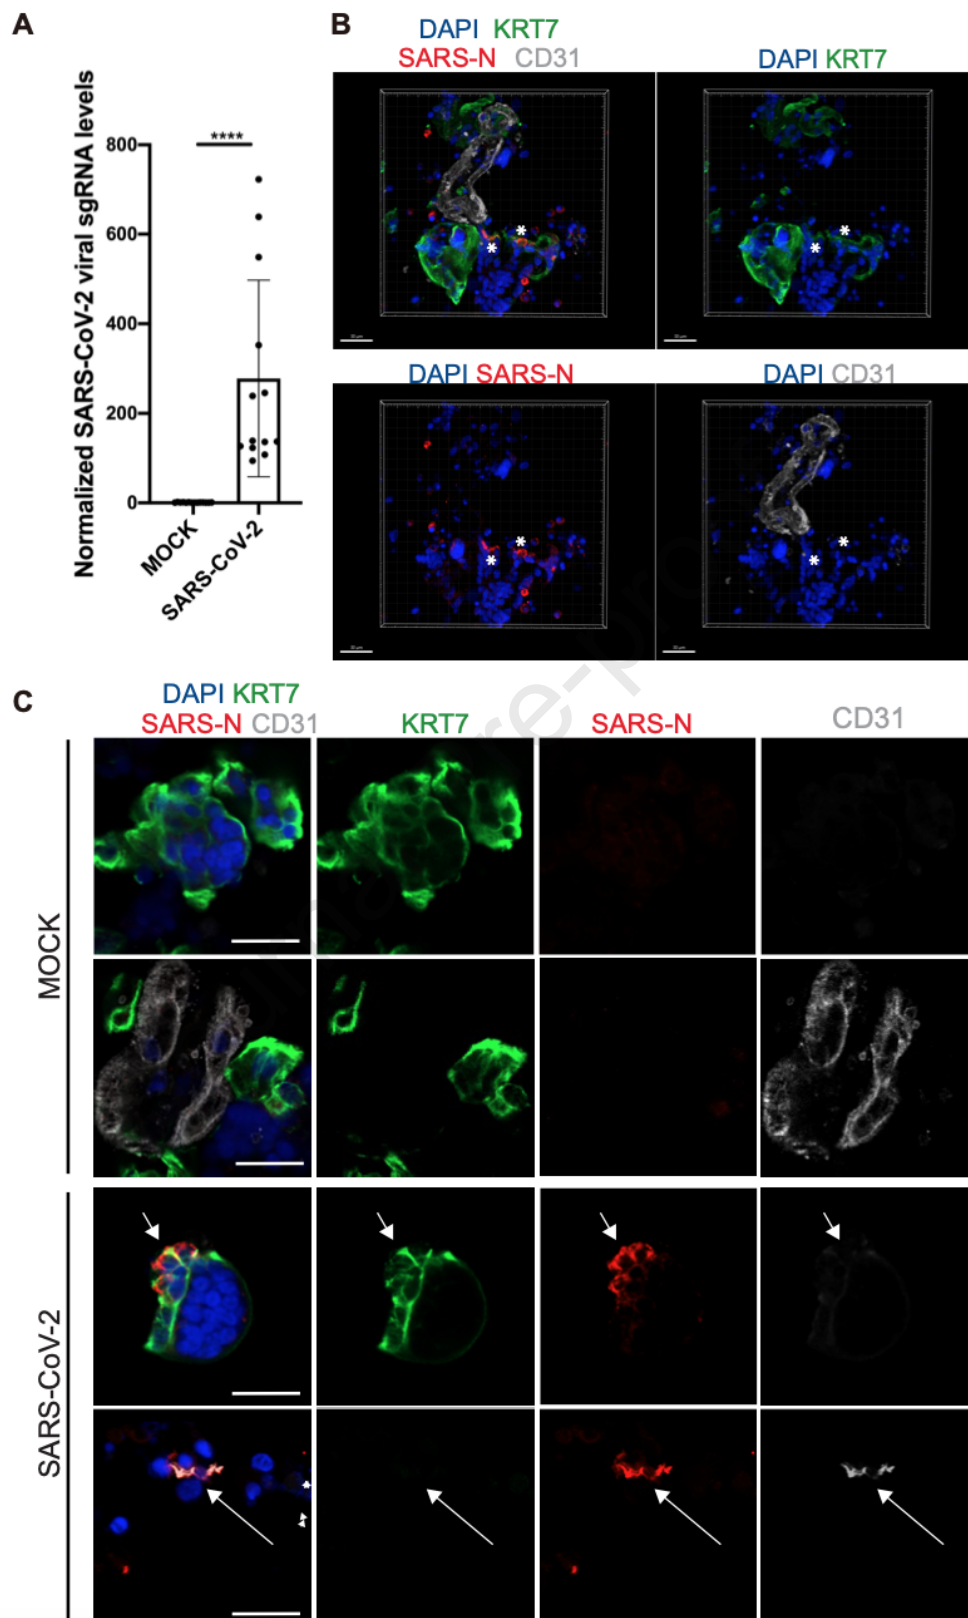 A
Normalized SARS-CoV-2 viral sgRNA levels
****
800
600
400
200
0
MOCK
SARS-CoV-2
B
DAPI KRT7
SARS-N CD31
DAPI KRT7
*
*
*
*
DAPI SARS-N
DAPI CD31
*
*
*
*
C
DAPI KRT7
SARS-N CD31
KRT7
SARS-N
CD31
MOCK
SARS-CoV-2